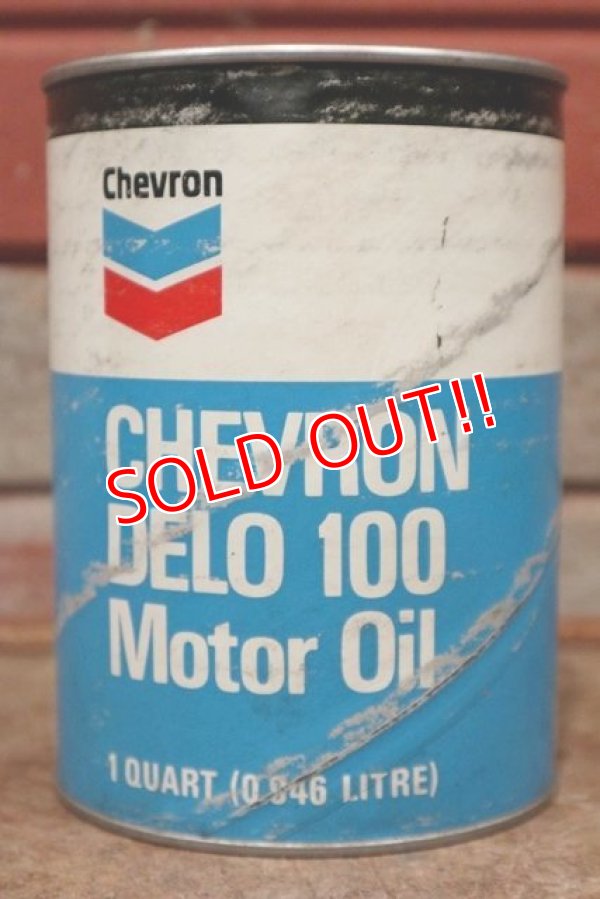 Chevron
CHEVRON
SOLD OUT!!
DELO 100
Motor Oil
1 QUART (0.946 LITRE)